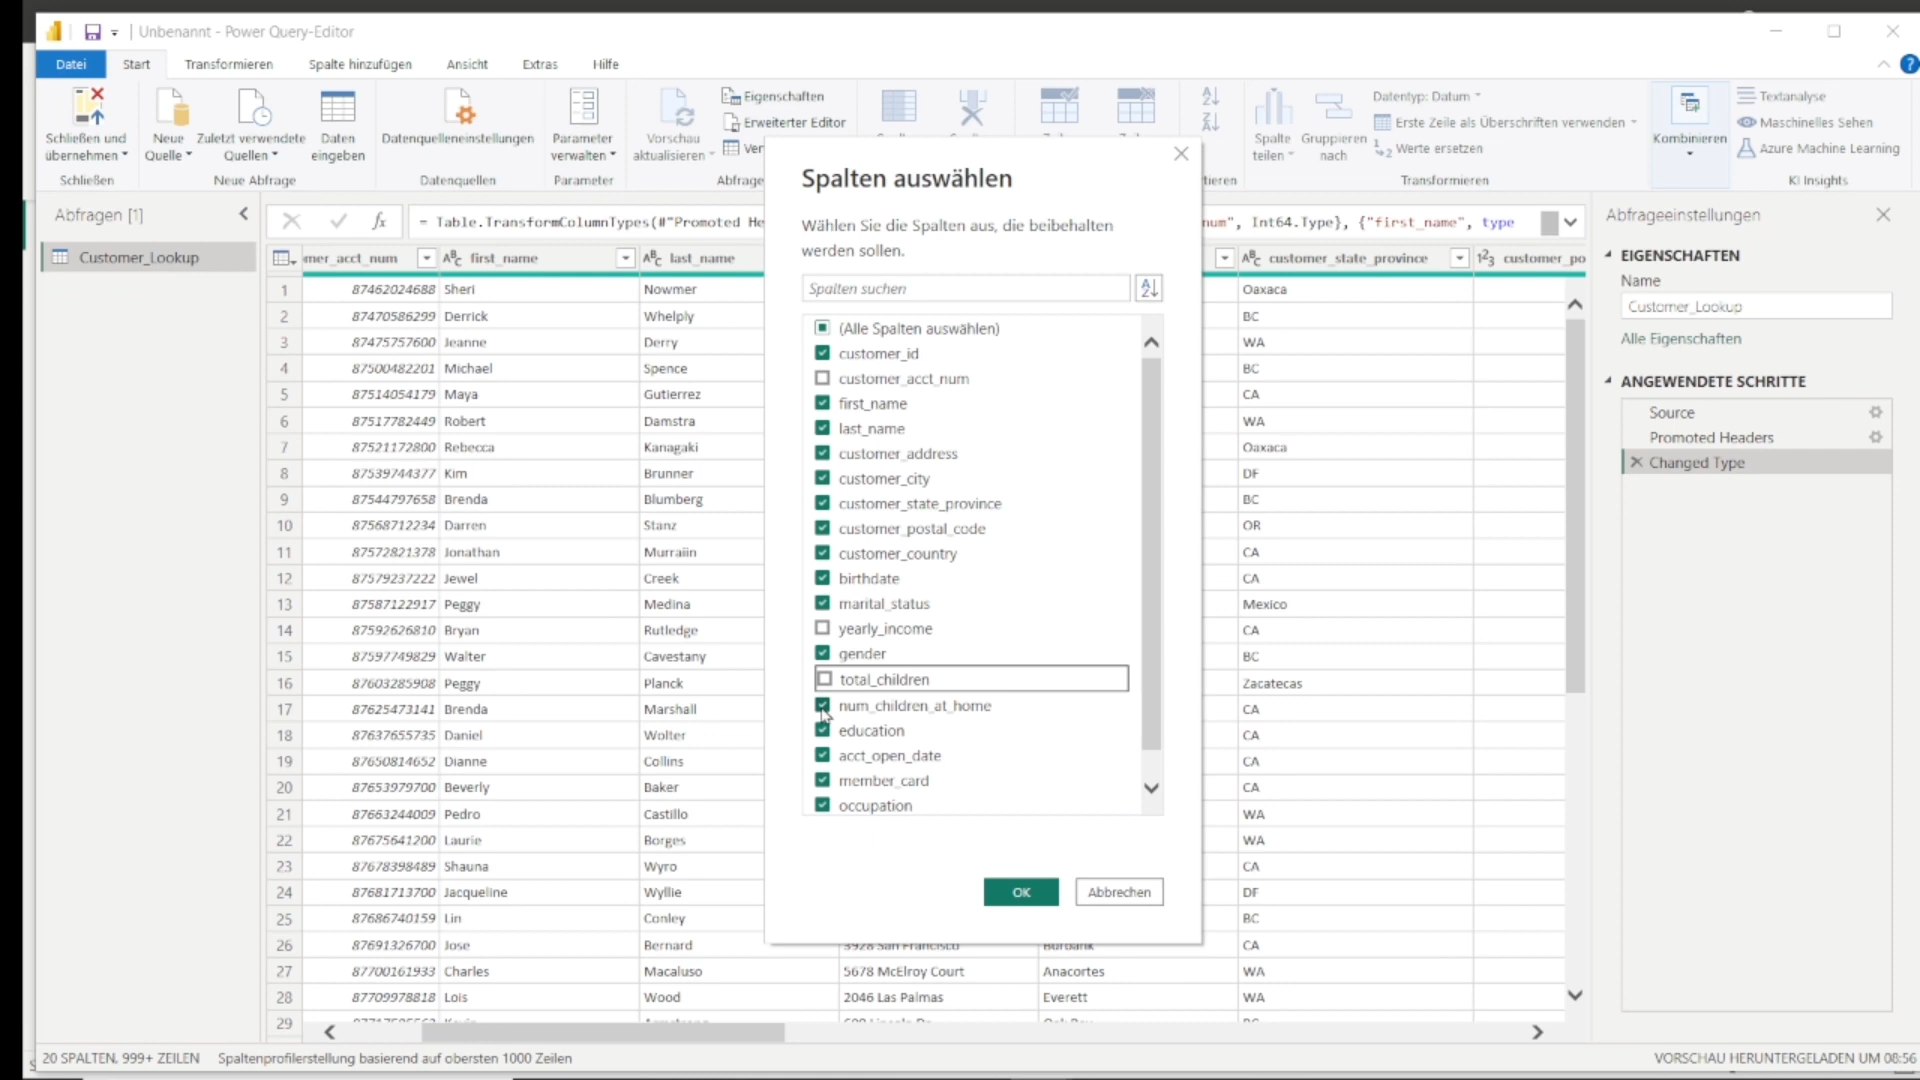 Unbenannt - Power Query-Editor
Datei Start Transformieren Spalte hinzufügen Ansicht Extras Hilfe
Schließen und übernehmen
Neue Quelle
Zuletzt verwendete Quellen
Daten eingeben
Datenquelleneinstellungen
Parameter verwalten
Vorschau aktualisieren
Eigenschaften
Erweiterter Editor
Ver
Spalte teilen
Gruppieren nach
Datentyp: Datum
Erste Zeile als Überschriften verwenden
Werte ersetzen
Kombinieren
Textanalyse
Maschinelles Sehen
Azure Machine Learning
Schließen Neue Abfrage Datenquellen Parameter Abfrage tieren Transformieren KI Insights
Abfragen [1]
Customer_Lookup
= Table.TransformColumnTypes(#"Promoted He num", Int64.Type}, {"first_name", type
mer_acct_num first_name last_name customer_state_province customer_po
1 87462024688 Sheri Nowmer Oaxaca
2 87470586299 Derrick Whelply BC
3 87475757600 Jeanne Derry WA
4 87500482201 Michael Spence BC
5 87514054179 Maya Gutierrez CA
6 87517782449 Robert Damstra WA
7 87521172800 Rebecca Kanagaki Oaxaca
8 87539744377 Kim Brunner DF
9 87544797658 Brenda Blumberg BC
10 87568712234 Darren Stanz OR
11 87572821378 Jonathan Murraiin CA
12 87579237222 Jewel Creek CA
13 87587122917 Peggy Medina Mexico
14 87592626810 Bryan Rutledge CA
15 87597749829 Walter Cavestany BC
16 87603285908 Peggy Planck Zacatecas
17 87625473141 Brenda Marshall CA
18 87637655735 Daniel Wolter CA
19 87650814652 Dianne Collins CA
20 87653979700 Beverly Baker CA
21 87663244009 Pedro Castillo WA
22 87675641200 Laurie Borges WA
23 87678398489 Shauna Wyro CA
24 87681713700 Jacqueline Wyllie DF
25 87686740159 Lin Conley BC
26 87691326700 Jose Bernard 3928 San Francisco Burbank CA
27 87700161933 Charles Macaluso 5678 McElroy Court Anacortes WA
28 87709978818 Lois Wood 2046 Las Palmas Everett WA
29
Spalten auswählen
Wählen Sie die Spalten aus, die beibehalten
werden sollen.
Spalten suchen
(Alle Spalten auswählen)
customer_id
customer_acct_num
first_name
last_name
customer_address
customer_city
customer_state_province
customer_postal_code
customer_country
birthdate
marital_status
yearly_income
gender
total_children
num_children_at_home
education
acct_open_date
member_card
occupation
OK Abbrechen
Abfrageeinstellungen
EIGENSCHAFTEN
Name
Customer_Lookup
Alle Eigenschaften
ANGEWENDETE SCHRITTE
Source
Promoted Headers
Changed Type
20 SPALTEN, 999+ ZEILEN Spaltenprofilerstellung basierend auf obersten 1000 Zeilen VORSCHAU HERUNTERGELADEN UM 08:56